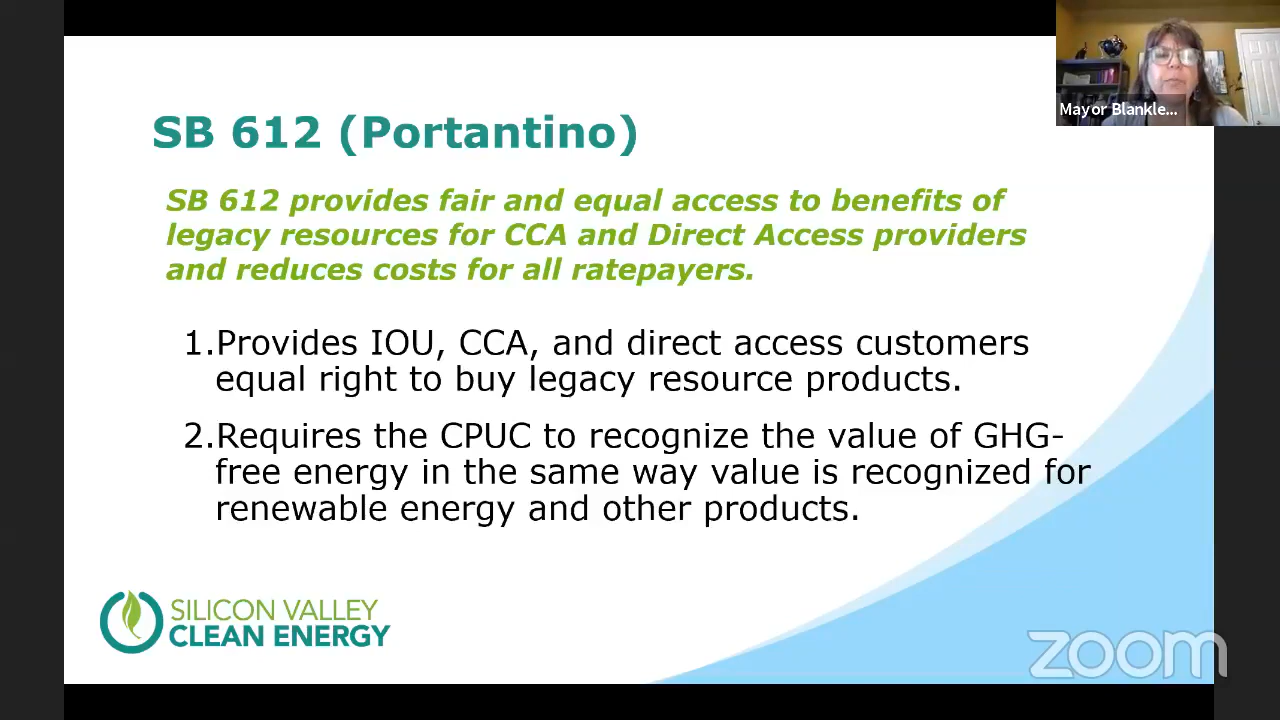 Mayor Blankle...
SB 612 (Portantino)
SB 612 provides fair and equal access to benefits of
legacy resources for CCA and Direct Access providers
and reduces costs for all ratepayers.
1.Provides IOU, CCA, and direct access customers
equal right to buy legacy resource products.
2.Requires the CPUC to recognize the value of GHG-
free energy in the same way value is recognized for
renewable energy and other products.
SILICON VALLEY
CLEAN ENERGY
zoom